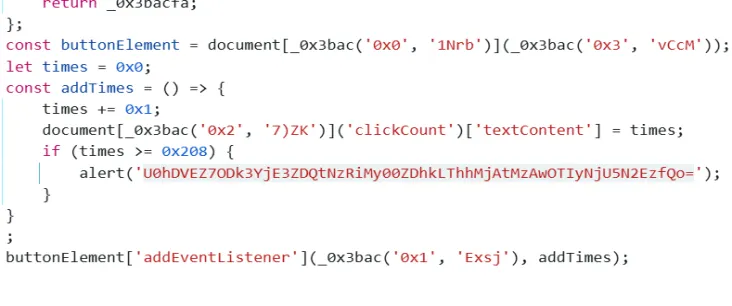 return _0x3bacfa;
};
const buttonElement = document[_0x3bac('0x0', '1Nrb')](_0x3bac('0x3', 'vCcM'));
let times = 0x0;
const addTimes = () => {
times += 0x1;
document[_0x3bac('0x2', '7)ZK')]('clickCount')['textContent'] = times;
if (times >= 0x208) {
alert('U0hDVEZ7ODk3YjE3ZDQtNzRiMy00ZDhkLThhMjAtMzAwOTIyNjU5N2EzfQo=');
}
}
;
buttonElement['addEventListener'](_0x3bac('0x1', 'Exsj'), addTimes);